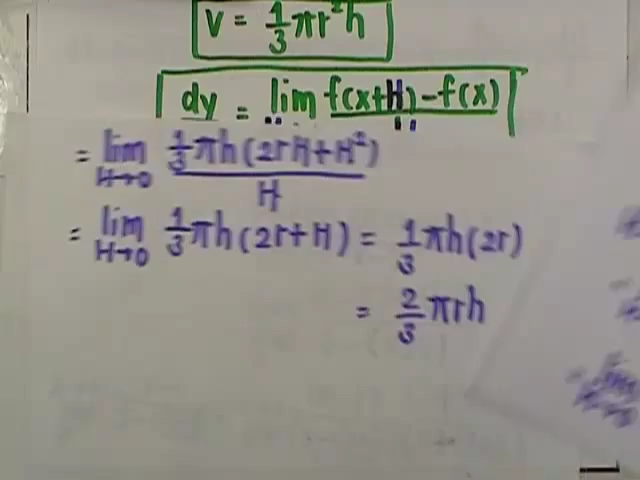 V = 1/3 πr²h
dy = lim f(x+H) - f(x)
= lim H→0 1/3 πh(2rH+H²) / H
= lim H→0 1/3 πh(2r+H) = 1/3 πh(2r)
= 2/3 πrh